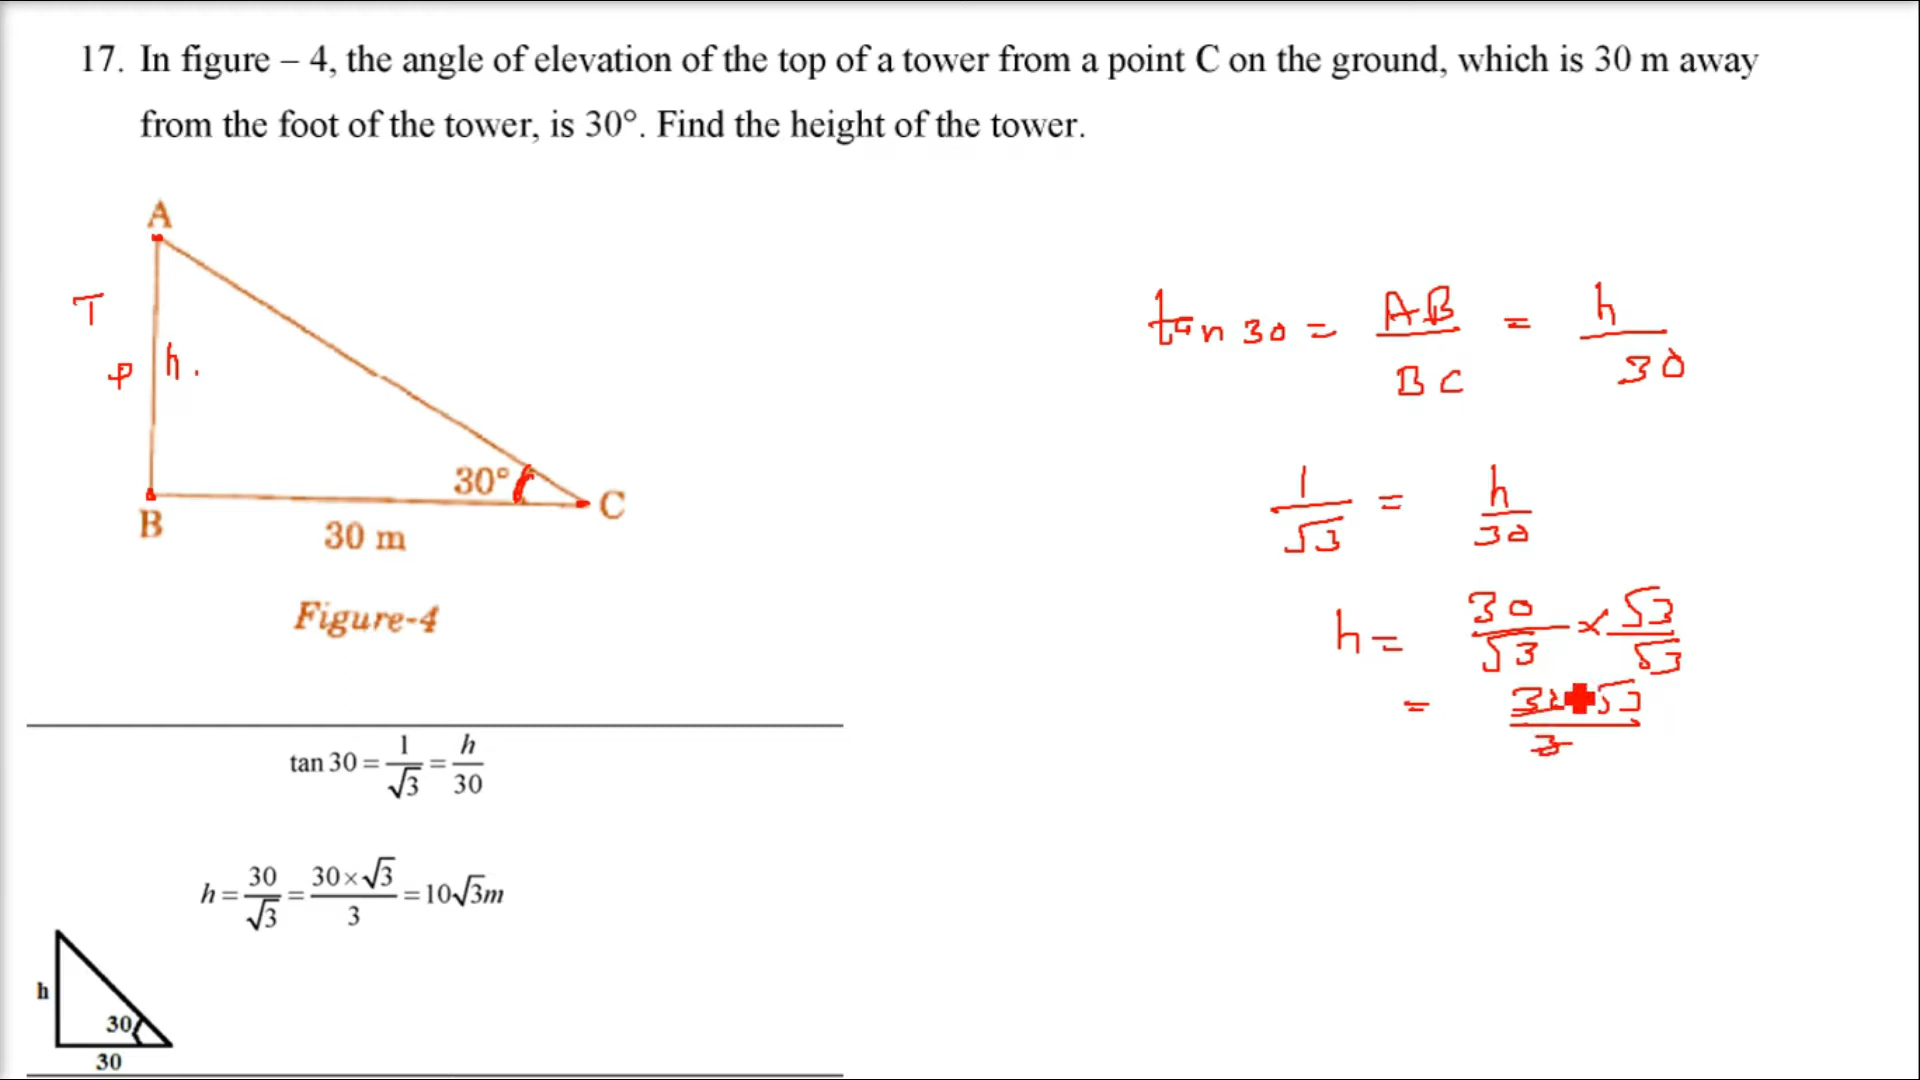 17. In figure – 4, the angle of elevation of the top of a tower from a point C on the ground, which is 30 m away
from the foot of the tower, is 30°. Find the height of the tower.
A
T
P h.
30°
C
B
30 m
Figure-4
tan 30 = AB/BC = h/30
1/√3 = h/30
h = 30/√3 × √3/√3
= 30√3/3
tan 30 = 1/√3 = h/30
h = 30/√3 = 30×√3/3 = 10√3m
h
30
30